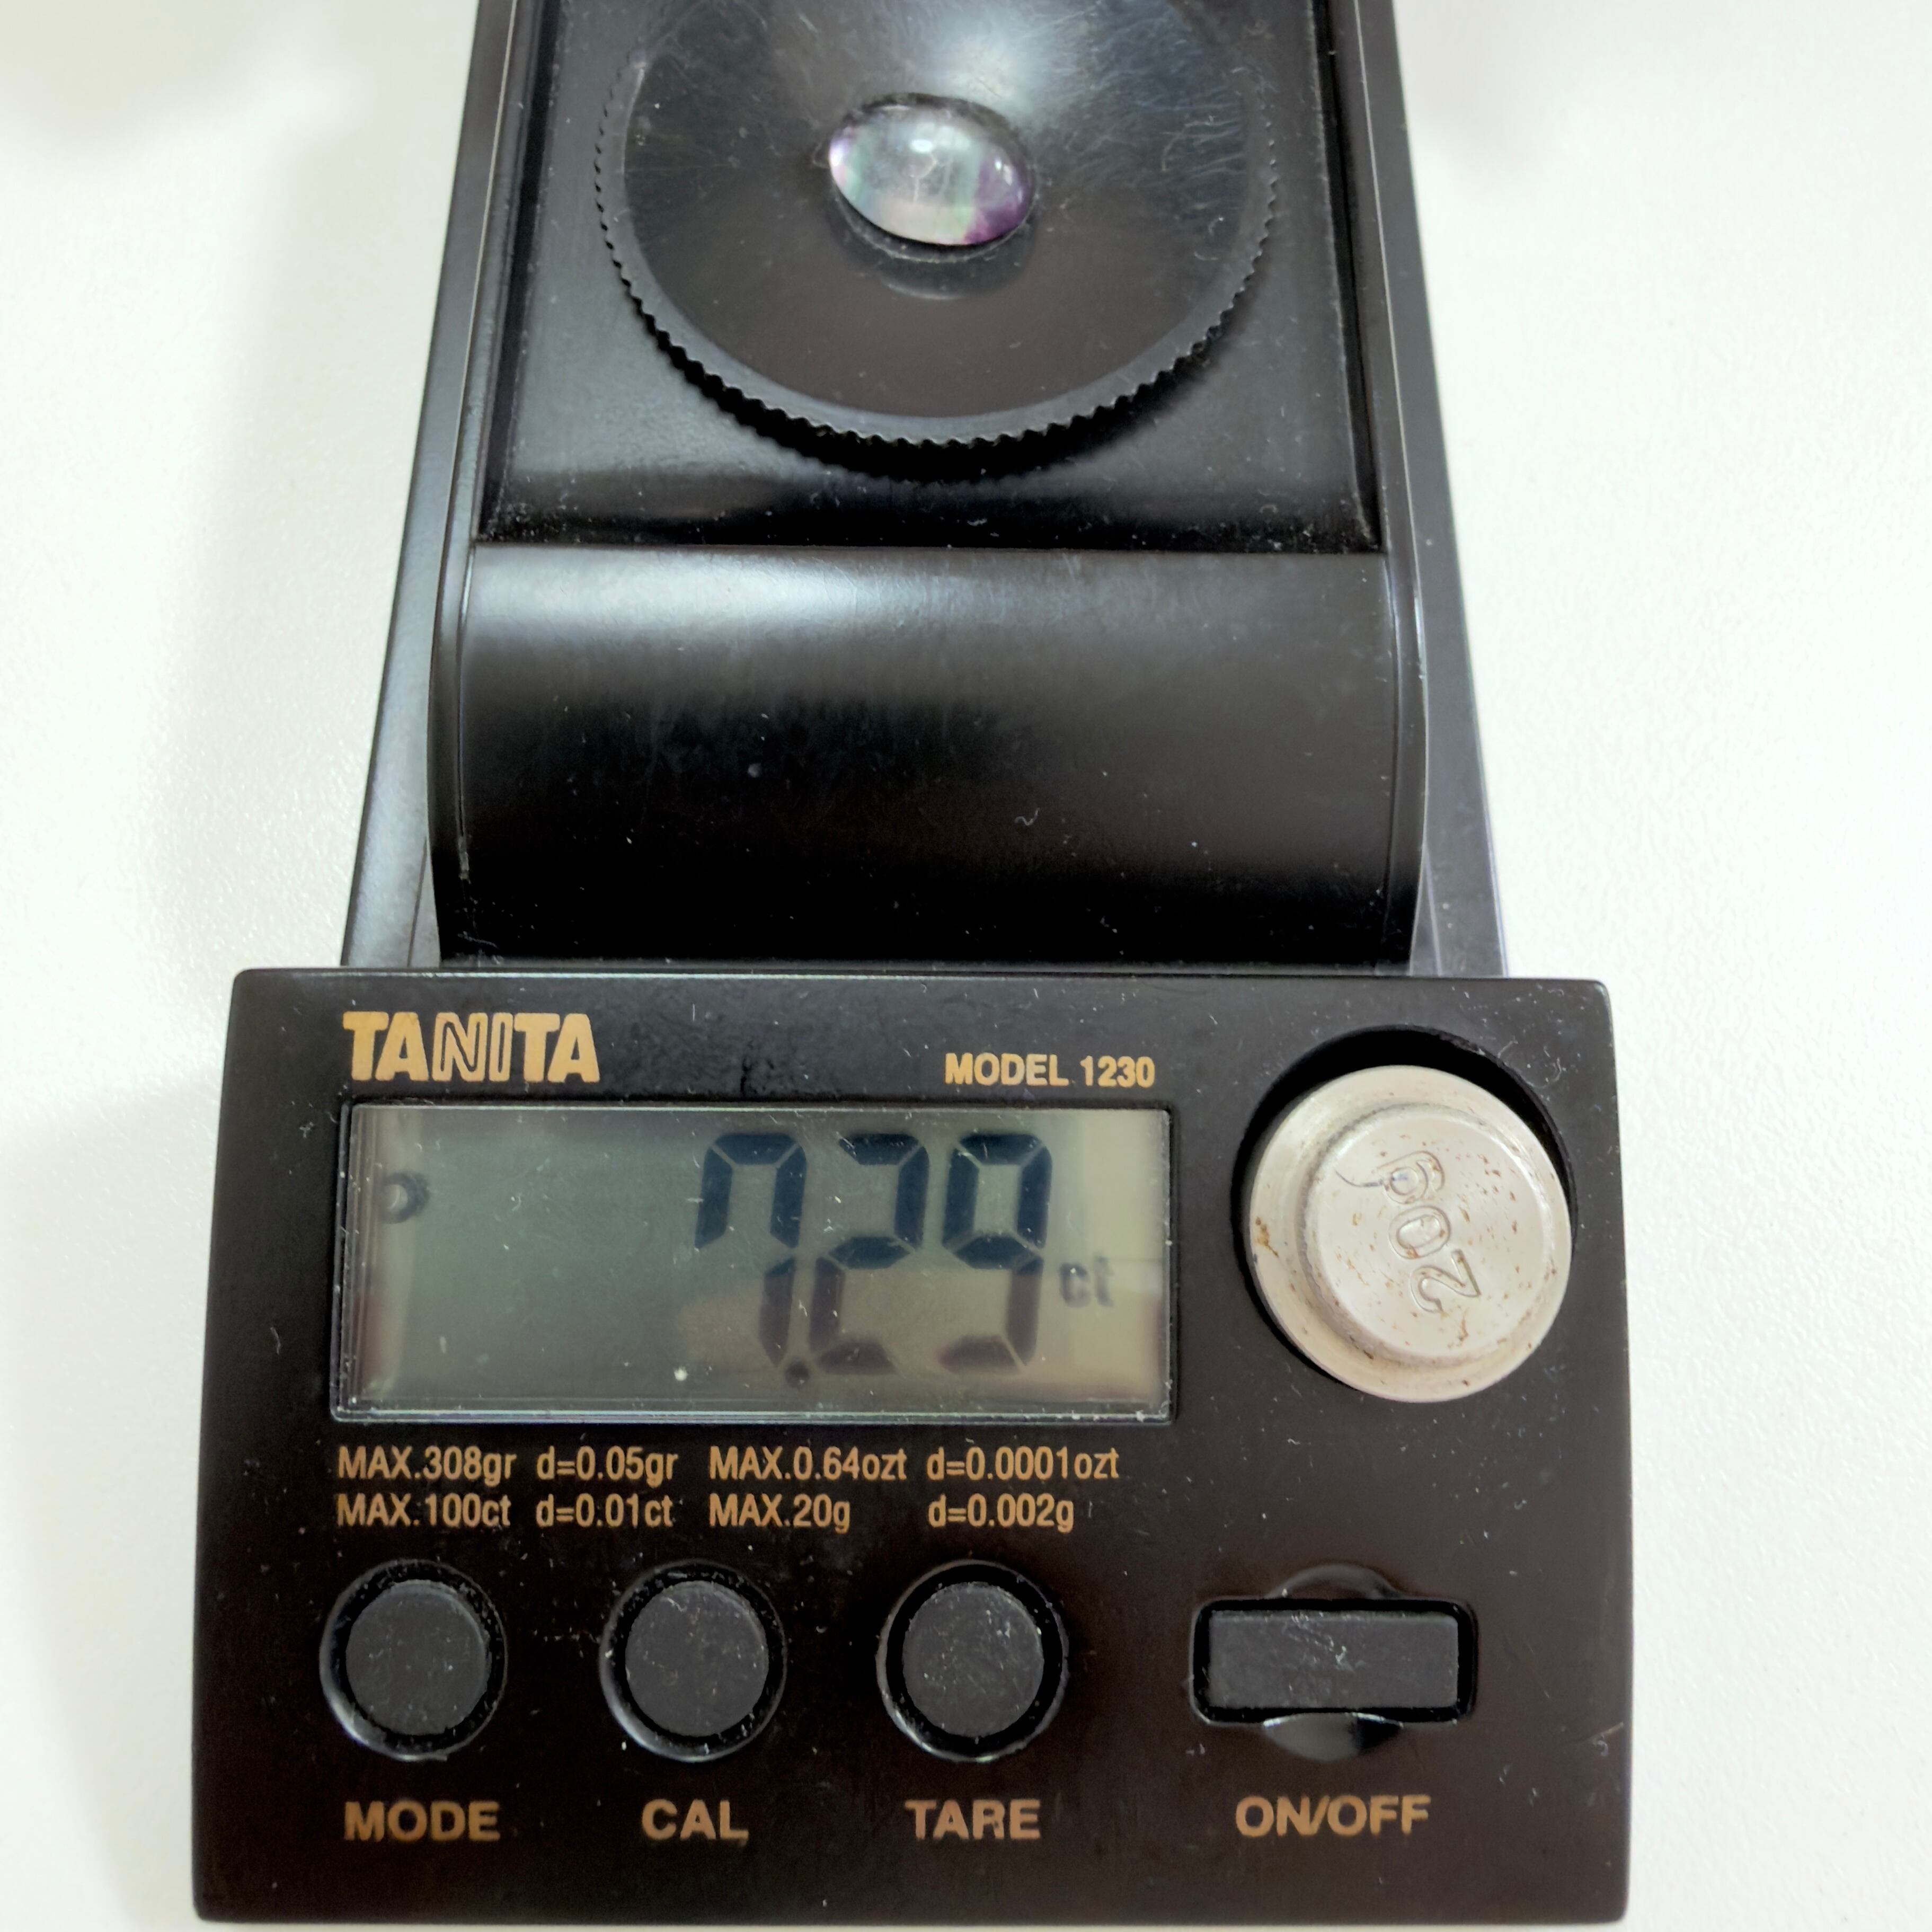 TANITA
MODEL 1230
7.29 ct
20g
MAX.308gr d=0.05gr MAX.0.64ozt d=0.0001ozt
MAX.100ct d=0.01ct MAX.20g d=0.002g
MODE CAL TARE ON/OFF